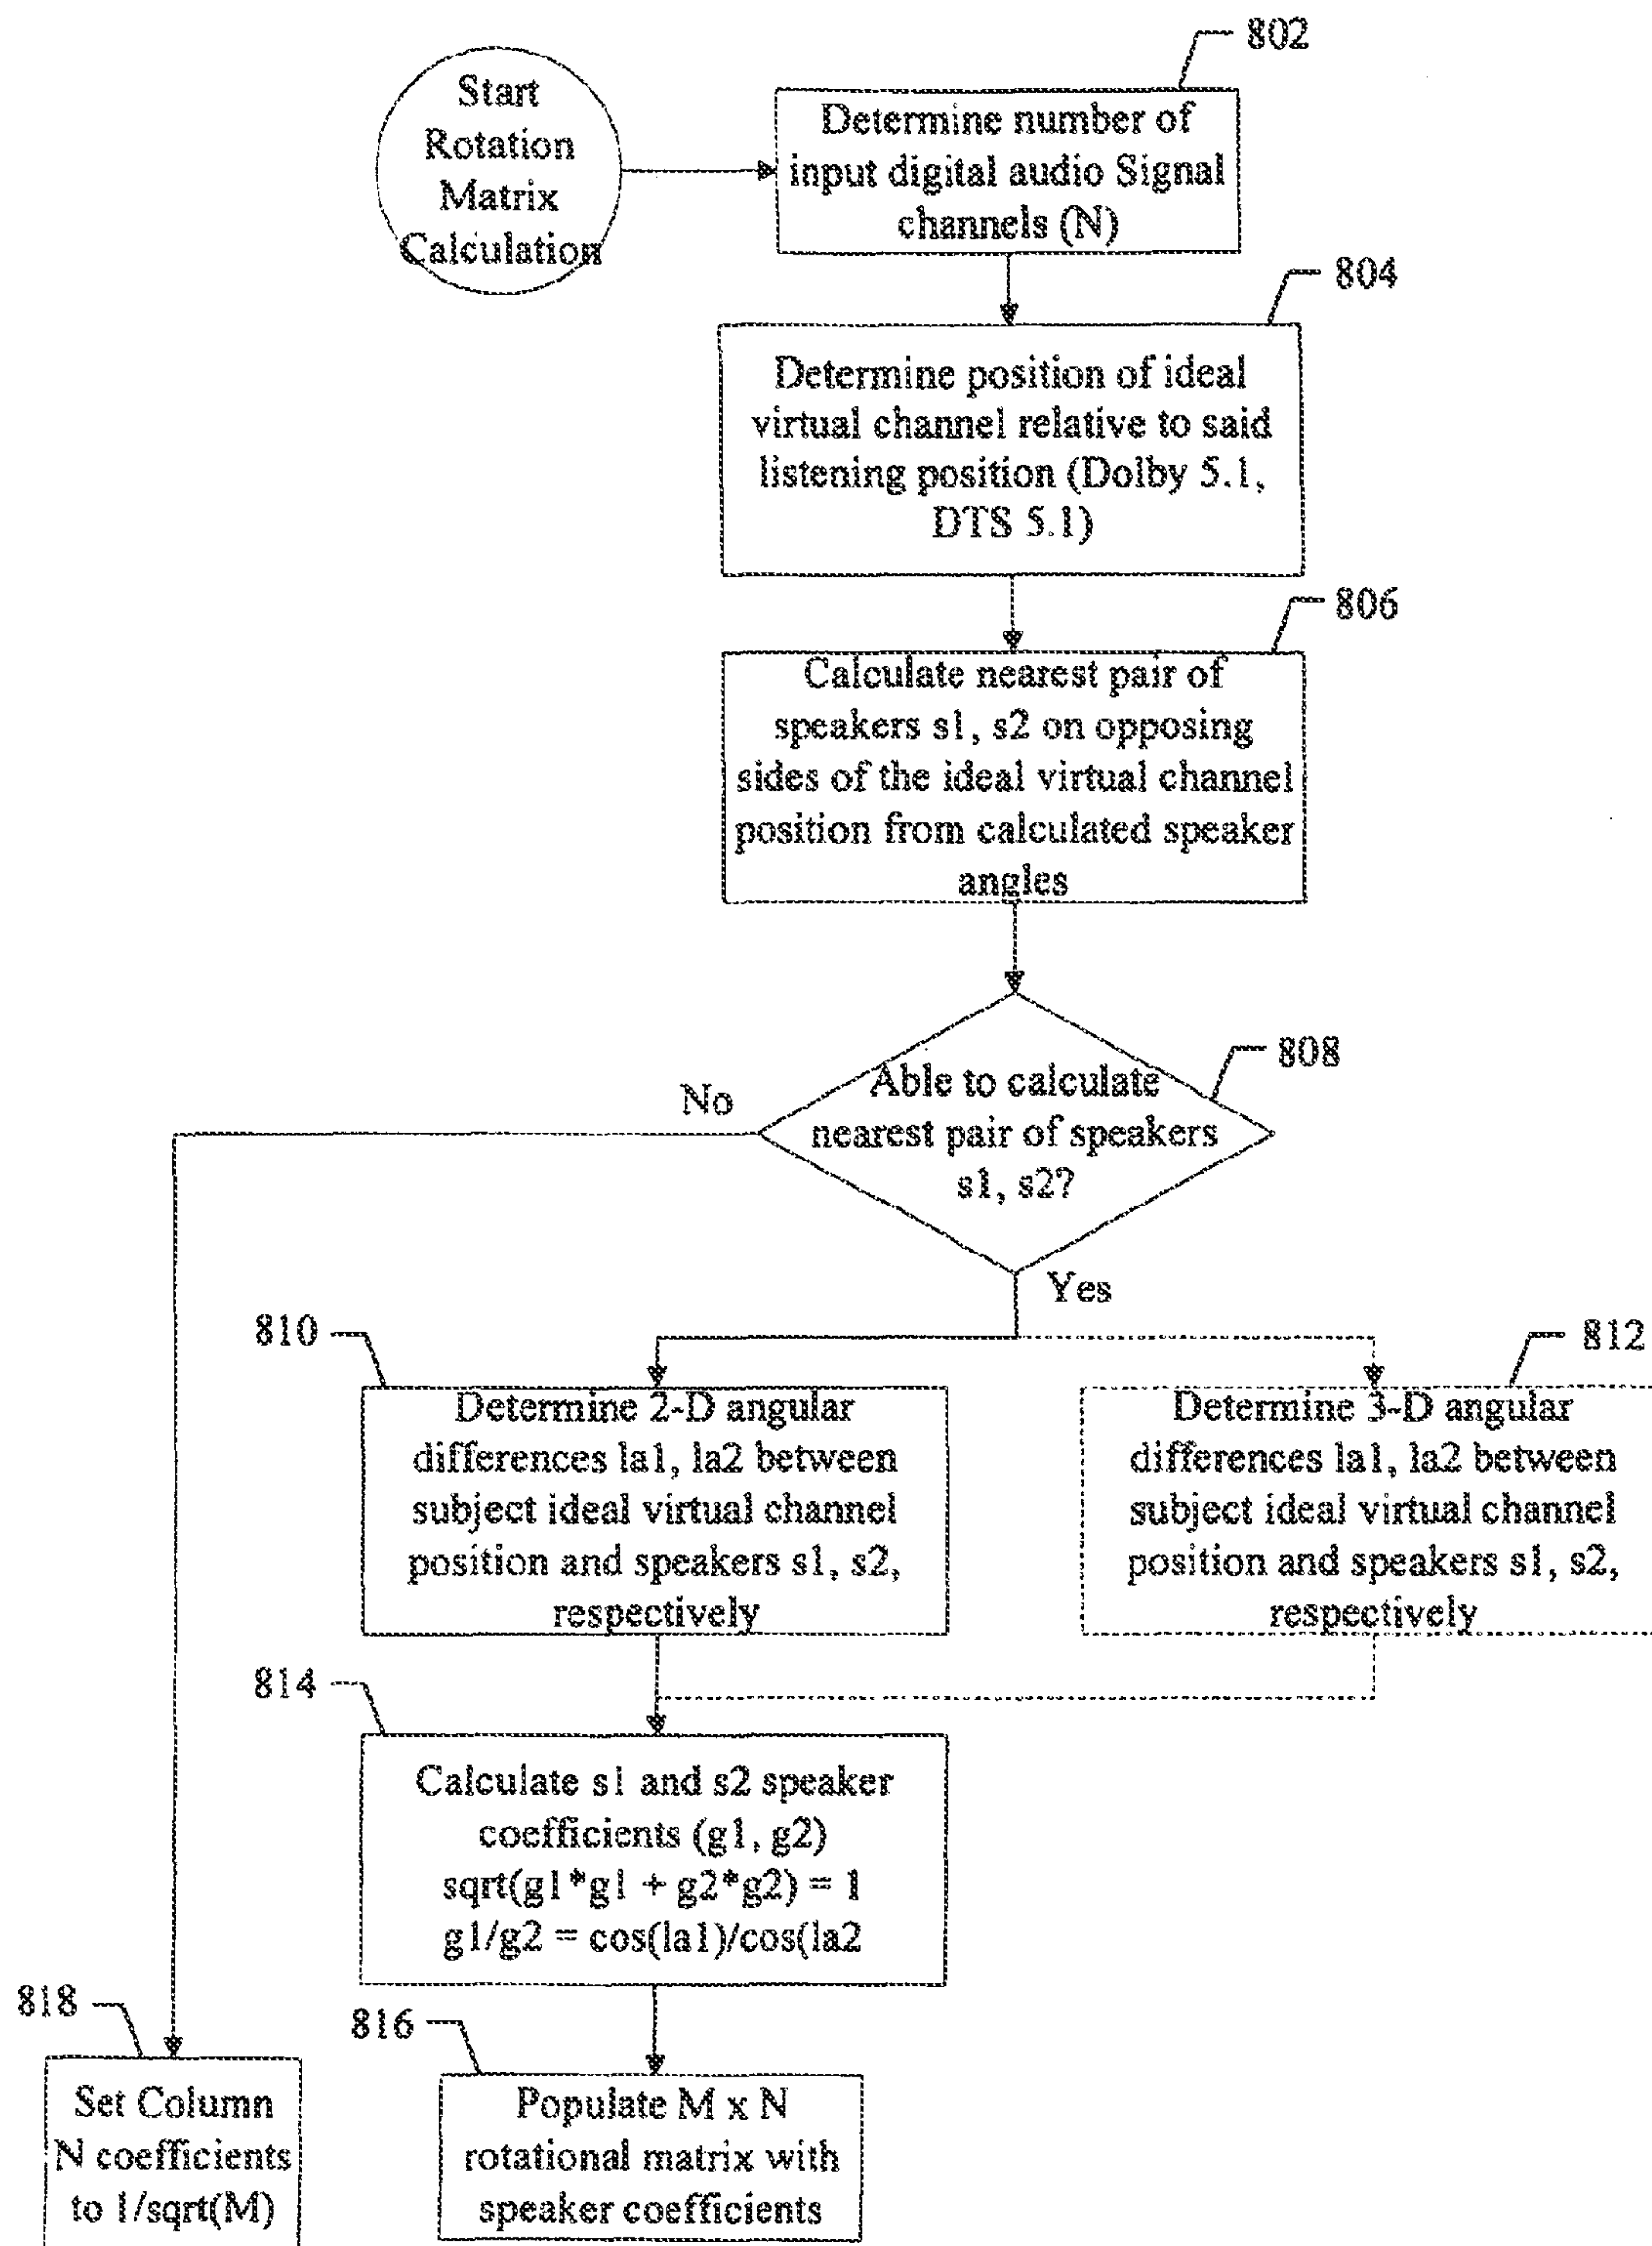 Start
Rotation
Matrix
Calculation
802
Determine number of
input digital audio Signal
channels (N)
804
Determine position of ideal
virtual channel relative to said
listening position (Dolby 5.1,
DTS 5.1)
806
Calculate nearest pair of
speakers s1, s2 on opposing
sides of the ideal virtual channel
position from calculated speaker
angles
808
Able to calculate
nearest pair of speakers
s1, s2?
No
Yes
810
Determine 2-D angular
differences la1, la2 between
subject ideal virtual channel
position and speakers s1, s2,
respectively
812
Determine 3-D angular
differences la1, la2 between
subject ideal virtual channel
position and speakers s1, s2,
respectively
814
Calculate s1 and s2 speaker
coefficients (g1, g2)
sqrt(g1*g1 + g2*g2) = 1
g1/g2 = cos(la1)/cos(la2
816
Populate M x N
rotational matrix with
speaker coefficients
818
Set Column
N coefficients
to 1/sqrt(M)